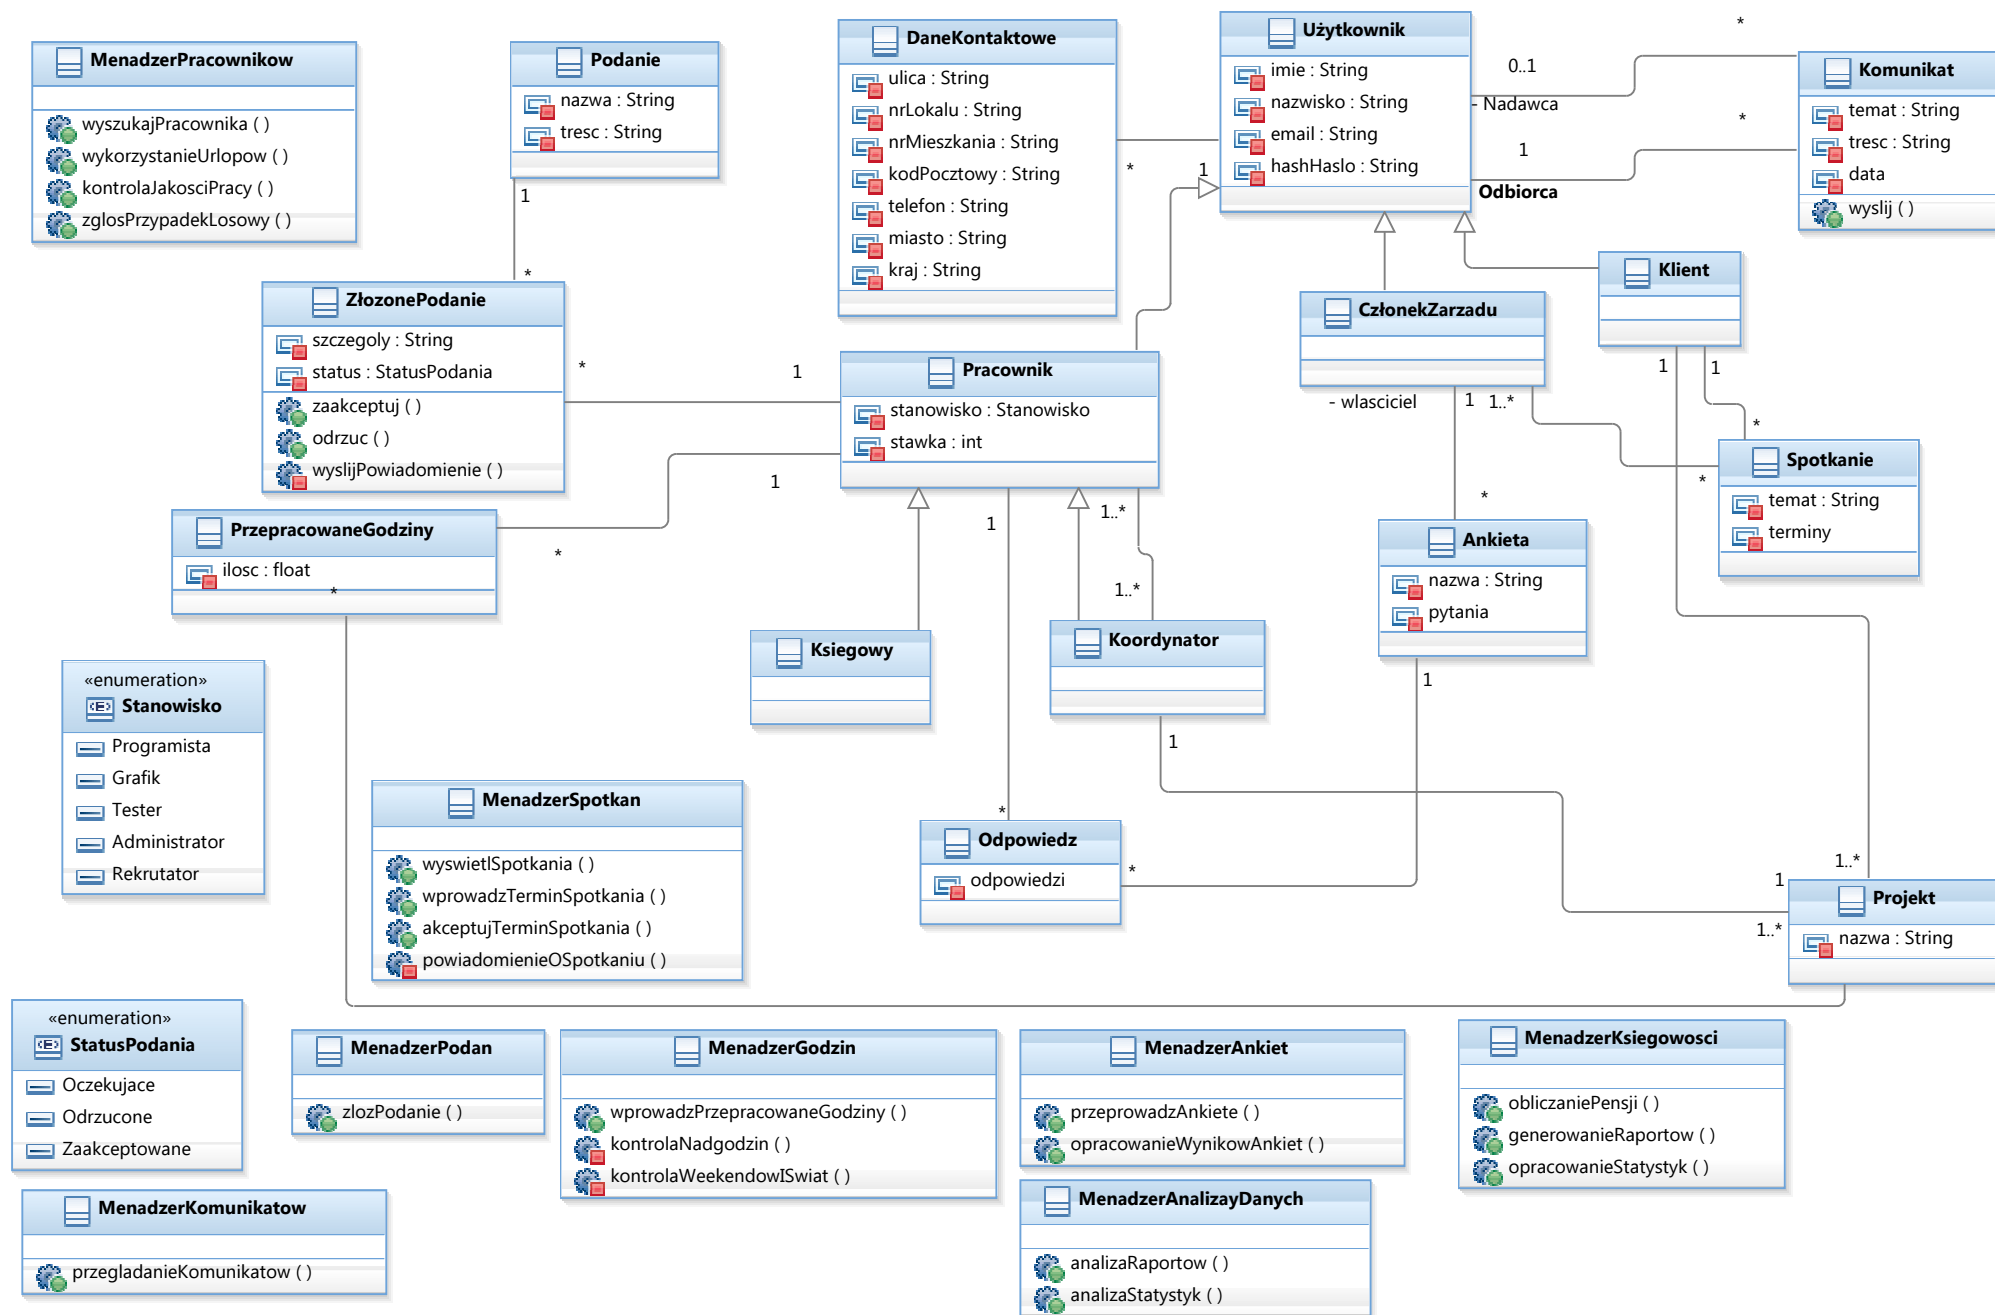 MenadzerPracownikow
wyszukajPracownika ( )
wykorzystanieUrlopow ( )
kontrolaJakosciPracy ( )
zglosPrzypadekLosowy ( )
Podanie
nazwa : String
tresc : String
1
*
DaneKontaktowe
ulica : String
nrLokalu : String
nrMieszkania : String
kodPocztowy : String
telefon : String
miasto : String
kraj : String
*
1
Użytkownik
imie : String
nazwisko : String
email : String
hashHaslo : String
0..1
- Nadawca
*
1
Odbiorca
*
Komunikat
temat : String
tresc : String
data
wyslij ( )
ZłozonePodanie
szczegoly : String
status : StatusPodania
zaakceptuj ( )
odrzuc ( )
wyslijPowiadomienie ( )
*
1
Pracownik
stanowisko : Stanowisko
stawka : int
1
*
1
1..*
1..*
CzłonekZarzadu
- wlasciciel
1
1..*
*
*
Klient
1
1
*
Spotkanie
temat : String
terminy
PrzepracowaneGodziny
ilosc : float
*
Ksiegowy
Koordynator
1
Ankieta
nazwa : String
pytania
1
«enumeration»
Stanowisko
Programista
Grafik
Tester
Administrator
Rekrutator
MenadzerSpotkan
wyswietlSpotkania ( )
wprowadzTerminSpotkania ( )
akceptujTerminSpotkania ( )
powiadomienieOSpotkaniu ( )
*
Odpowiedz
odpowiedzi
*
1..*
1
1..*
Projekt
nazwa : String
«enumeration»
StatusPodania
Oczekujace
Odrzucone
Zaakceptowane
MenadzerPodan
zlozPodanie ( )
MenadzerGodzin
wprowadzPrzepracowaneGodziny ( )
kontrolaNadgodzin ( )
kontrolaWeekendowISwiat ( )
MenadzerAnkiet
przeprowadzAnkiete ( )
opracowanieWynikowAnkiet ( )
MenadzerKsiegowosci
obliczaniePensji ( )
generowanieRaportow ( )
opracowanieStatystyk ( )
MenadzerKomunikatow
przegladanieKomunikatow ( )
MenadzerAnalizayDanych
analizaRaportow ( )
analizaStatystyk ( )